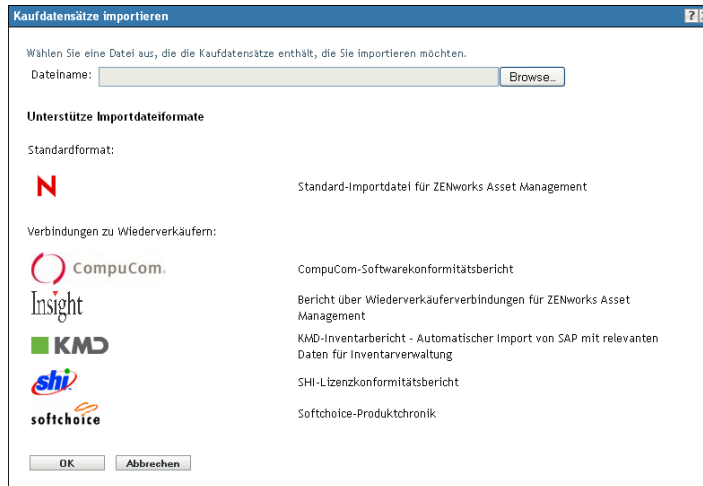 Kaufdatensätze importieren
?
Wählen Sie eine Datei aus, die die Kaufdatensätze enthält, die Sie importieren möchten.
Dateiname:
Browse...
Unterstütze Importdateiformate
Standardformat:
N
Standard-Importdatei für ZENworks Asset Management
Verbindungen zu Wiederverkäufern:
CompuCom.
CompuCom-Softwarekonformitätsbericht
Insight
Bericht über Wiederverkäuferverbindungen für ZENworks Asset
Management
KMD
KMD-Inventarbericht - Automatischer Import von SAP mit relevanten
Daten für Inventarverwaltung
shi
SHI-Lizenzkonformitätsbericht
softchoice
Softchoice-Produktchronik
OK
Abbrechen